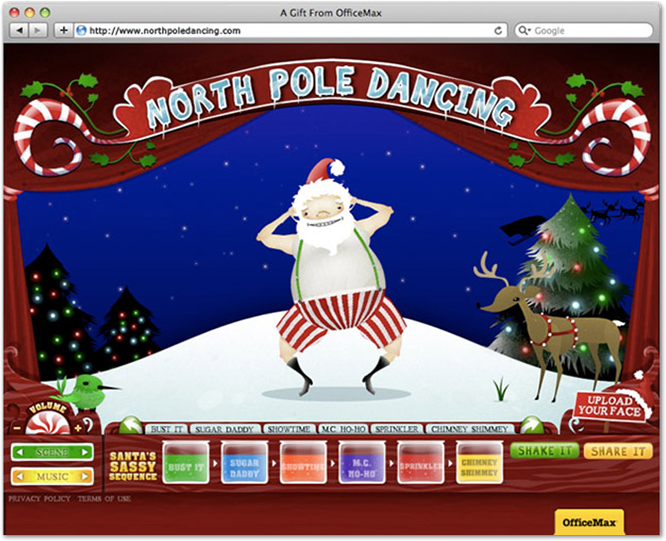 A Gift From OfficeMax
http://www.northpoledancing.com
Google
NORTH POLE DANCING
VOLUME
BUST IT
SUGAR DADDY
SHOWTIME
M.C. HO-HO
SPRINKLER
CHIMNEY SHIMMEY
UPLOAD
YOUR FACE
SCENE
MUSIC
SANTA'S
SASSY
SEQUENCE
BUST IT
SUGAR
DADDY
SHOWTIME
M.C.
HO-HO
SPRINKLER
CHIMNEY
SHIMMEY
SHAKE IT
SHARE IT
PRIVACY POLICY
TERMS OF USE
OfficeMax